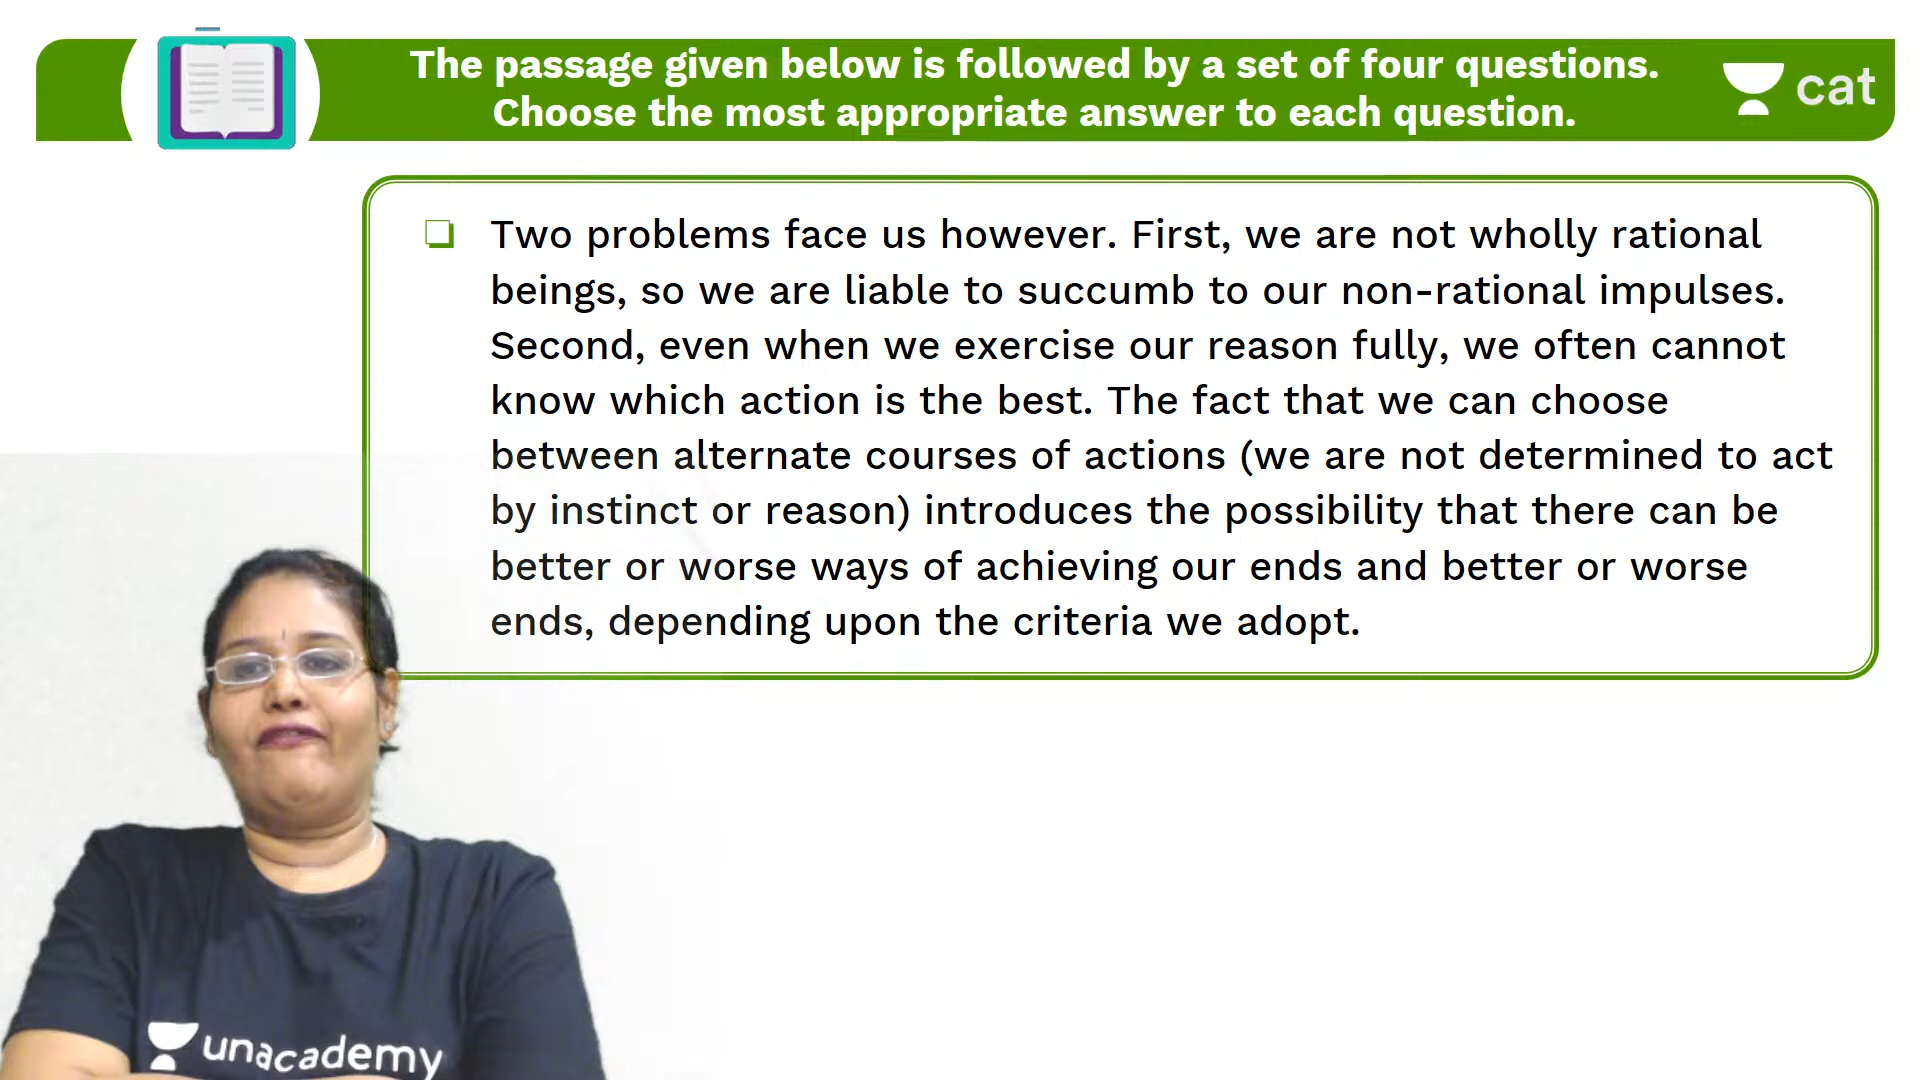 The passage given below is followed by a set of four questions.
Choose the most appropriate answer to each question.
cat
Two problems face us however. First, we are not wholly rational
beings, so we are liable to succumb to our non-rational impulses.
Second, even when we exercise our reason fully, we often cannot
know which action is the best. The fact that we can choose
between alternate courses of actions (we are not determined to act
by instinct or reason) introduces the possibility that there can be
better or worse ways of achieving our ends and better or worse
ends, depending upon the criteria we adopt.
unacademy